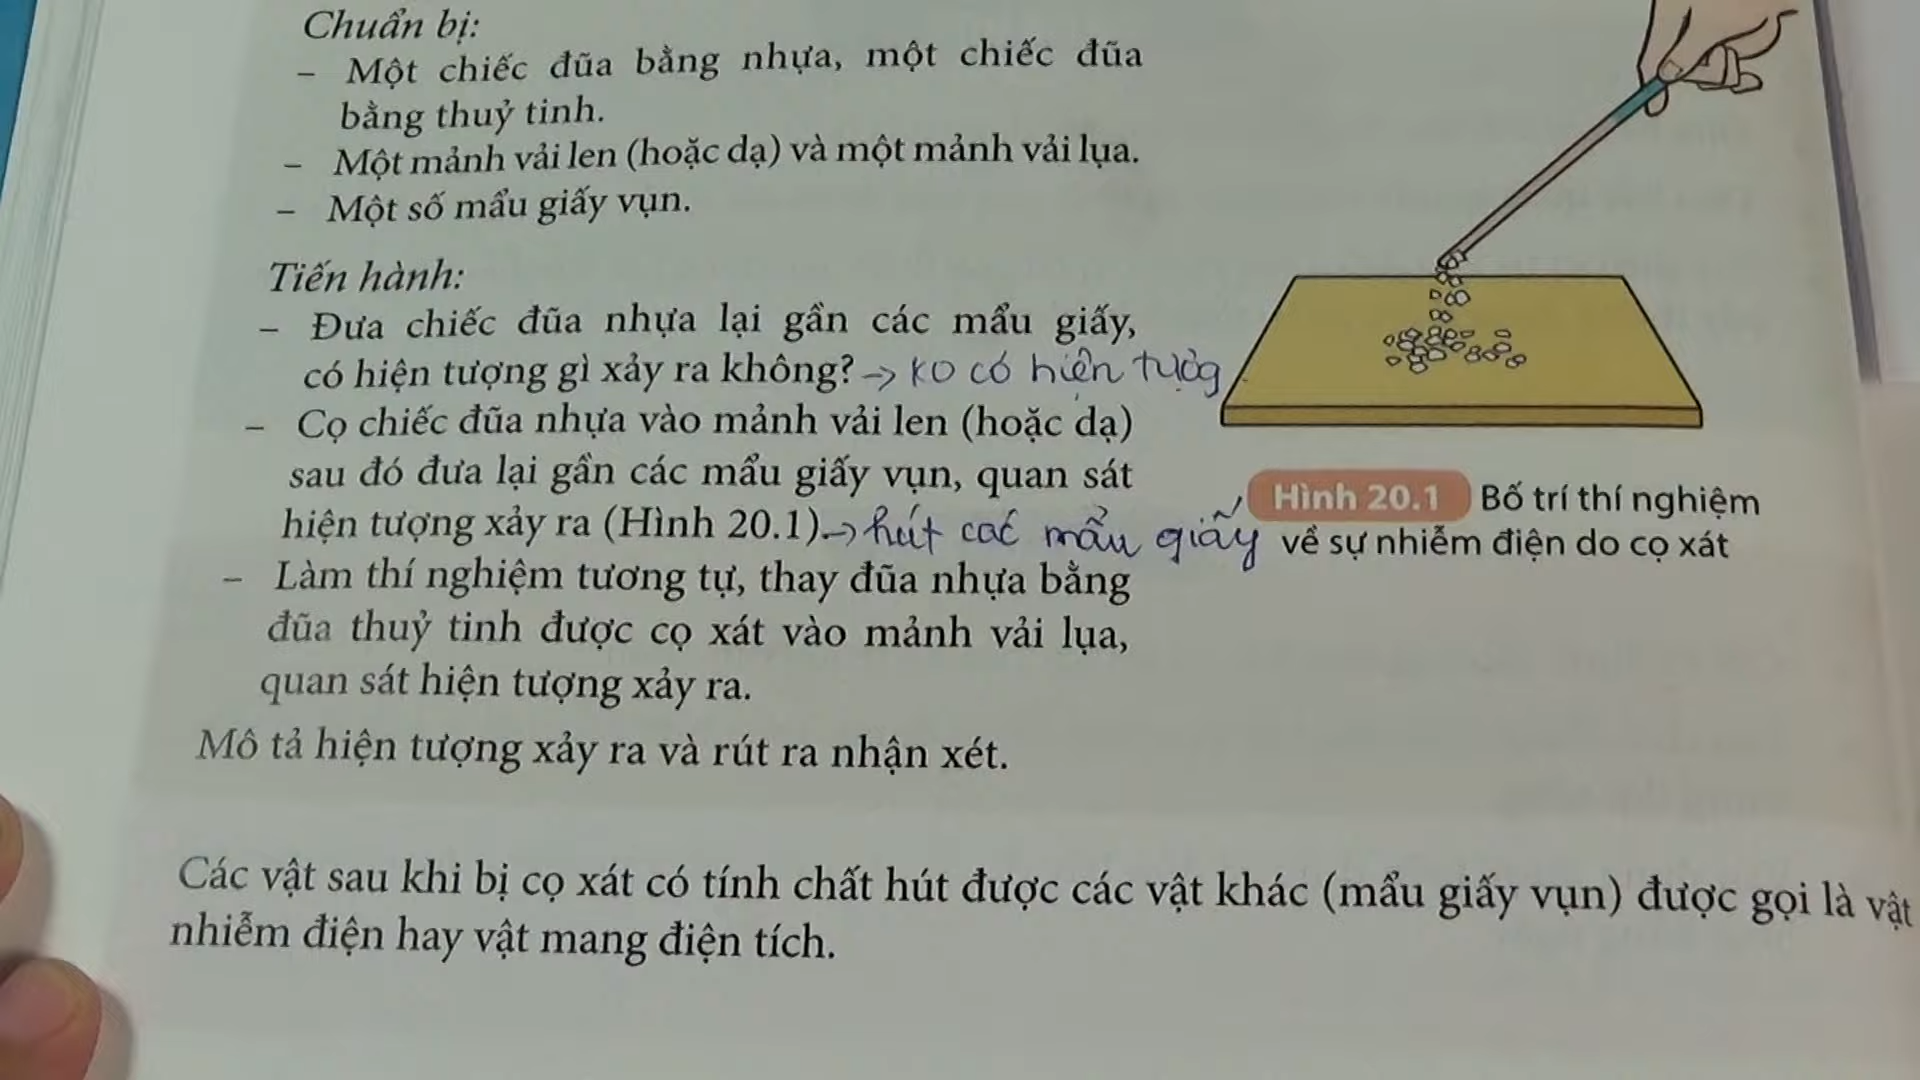 Chuẩn bị:
– Một chiếc đũa bằng nhựa, một chiếc đũa
bằng thuỷ tinh.
– Một mảnh vải len (hoặc dạ) và một mảnh vải lụa.
– Một số mẩu giấy vụn.
Tiến hành:
– Đưa chiếc đũa nhựa lại gần các mẩu giấy,
có hiện tượng gì xảy ra không? → ko có hiện tượg
– Cọ chiếc đũa nhựa vào mảnh vải len (hoặc dạ)
sau đó đưa lại gần các mẩu giấy vụn, quan sát
hiện tượng xảy ra (Hình 20.1). → hút các mẩu giấy
– Làm thí nghiệm tương tự, thay đũa nhựa bằng
đũa thuỷ tinh được cọ xát vào mảnh vải lụa,
quan sát hiện tượng xảy ra.
Mô tả hiện tượng xảy ra và rút ra nhận xét.
Hình 20.1 Bố trí thí nghiệm
về sự nhiễm điện do cọ xát
Các vật sau khi bị cọ xát có tính chất hút được các vật khác (mẩu giấy vụn) được gọi là vật
nhiễm điện hay vật mang điện tích.